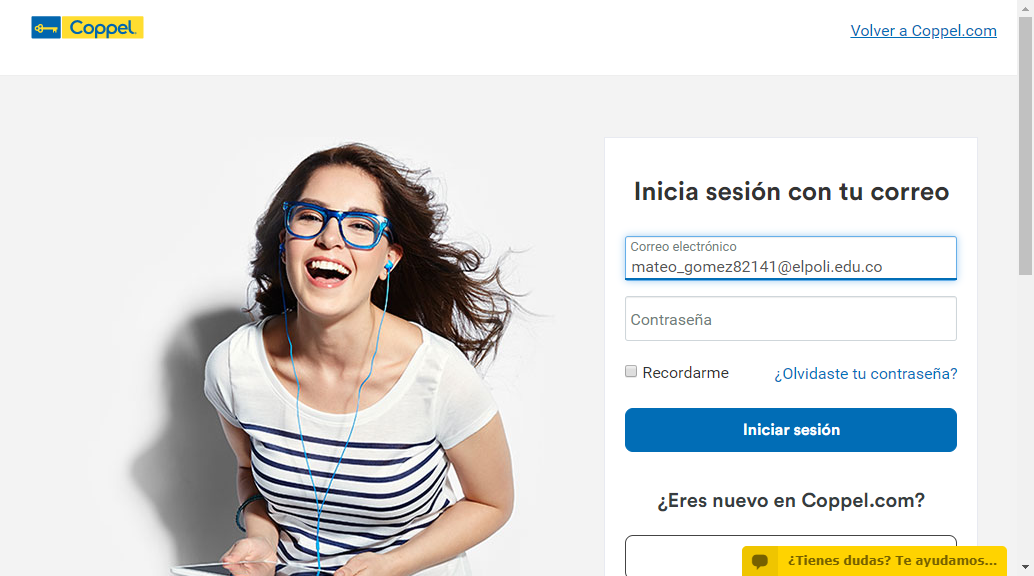 Coppel.
Volver a Coppel.com
Inicia sesión con tu correo
Correo electrónico
mateo_gomez82141@elpoli.edu.co
Contraseña
Recordarme
¿Olvidaste tu contraseña?
Iniciar sesión
¿Eres nuevo en Coppel.com?
¿Tienes dudas? Te ayudamos...